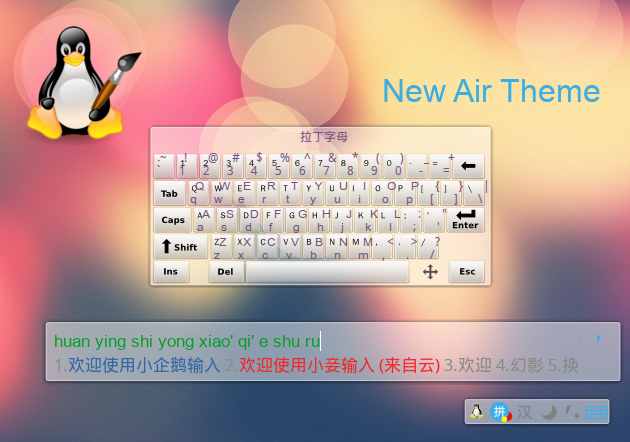 New Air Theme
拉丁字母
` ~ 1 ! 2 @ 3 # 4 $ 5 % 6 ^ 7 & 8 * 9 ( 0 ) - _ = +
Tab Q q W w E e R r T t Y y U u I i O o P p [ { ] } \ |
Caps A a S s D d F f G g H h J j K k L l ; : ' " Enter
Shift Z z X x C c V v B b N n M m , < . > / ?
Ins Del Esc
huan ying shi yong xiao' qi' e shu ru
1.欢迎使用小企鹅输入 2.欢迎使用小妾输入 (来自云) 3.欢迎 4.幻影 5.换
拼 汉